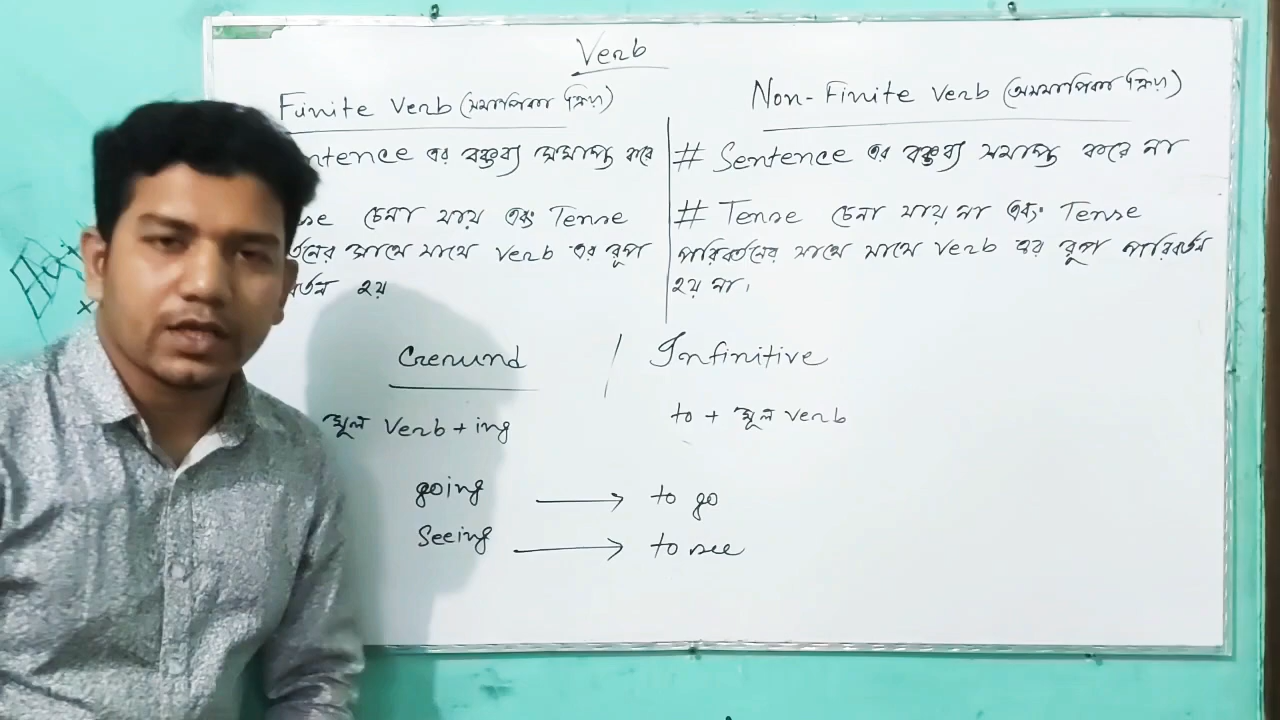 Verb
Finite Verb (সমাপিকা ক্রিয়া)
Non-Finite Verb (অসমাপিকা ক্রিয়া)
ntence এর বক্তব্য সমাপ্ত করে
se চেনা যায় এবং Tense
র্তনের সাথে সাথে Verb এর রূপ
বর্তন হয়
# Sentence এর বক্তব্য সমাপ্ত করে না
# Tense চেনা যায় না এবং Tense
পরিবর্তনের সাথে সাথে Verb এর রূপ পরিবর্তন
হয় না।
Gerund / Infinitive
মূল Verb + ing
to + মূল verb
going → to go
Seeing → to see